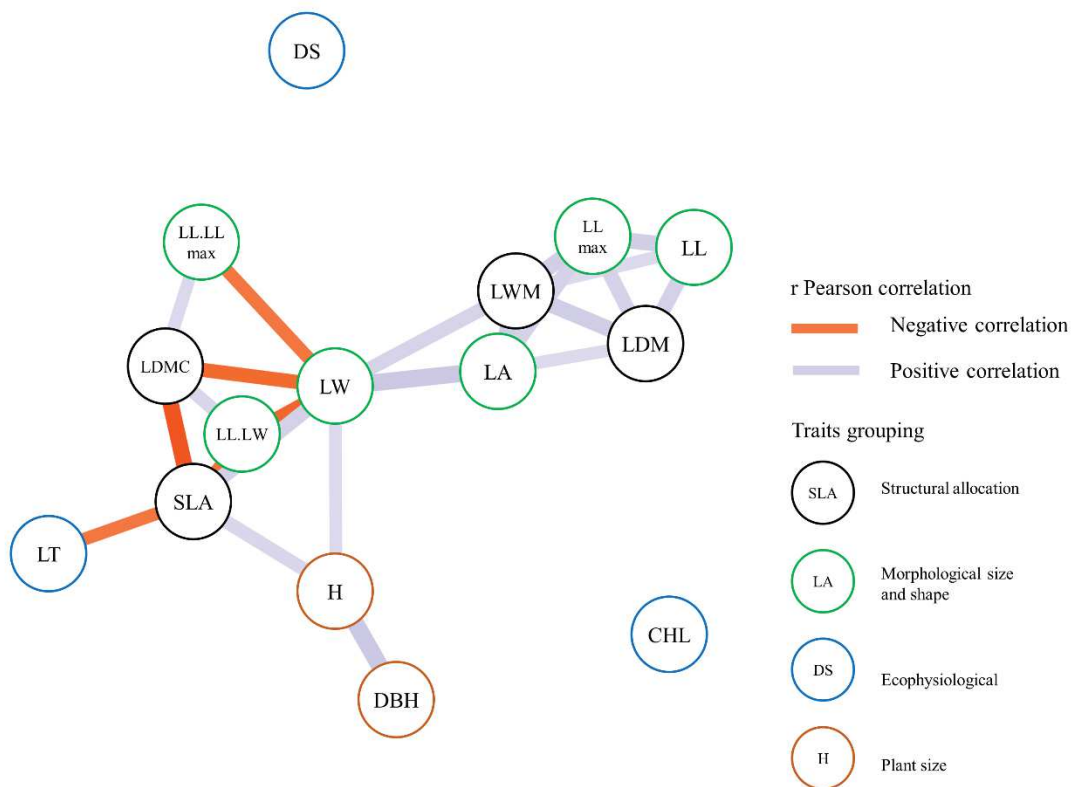 DS
LL.LL
max
LL
max
LL
LWM
LDM
LDMC
LW
LA
LL.LW
SLA
LT
H
CHL
DBH
r Pearson correlation
Negative correlation
Positive correlation
Traits grouping
SLA
Structural allocation
LA
Morphological size
and shape
DS
Ecophysiological
H
Plant size